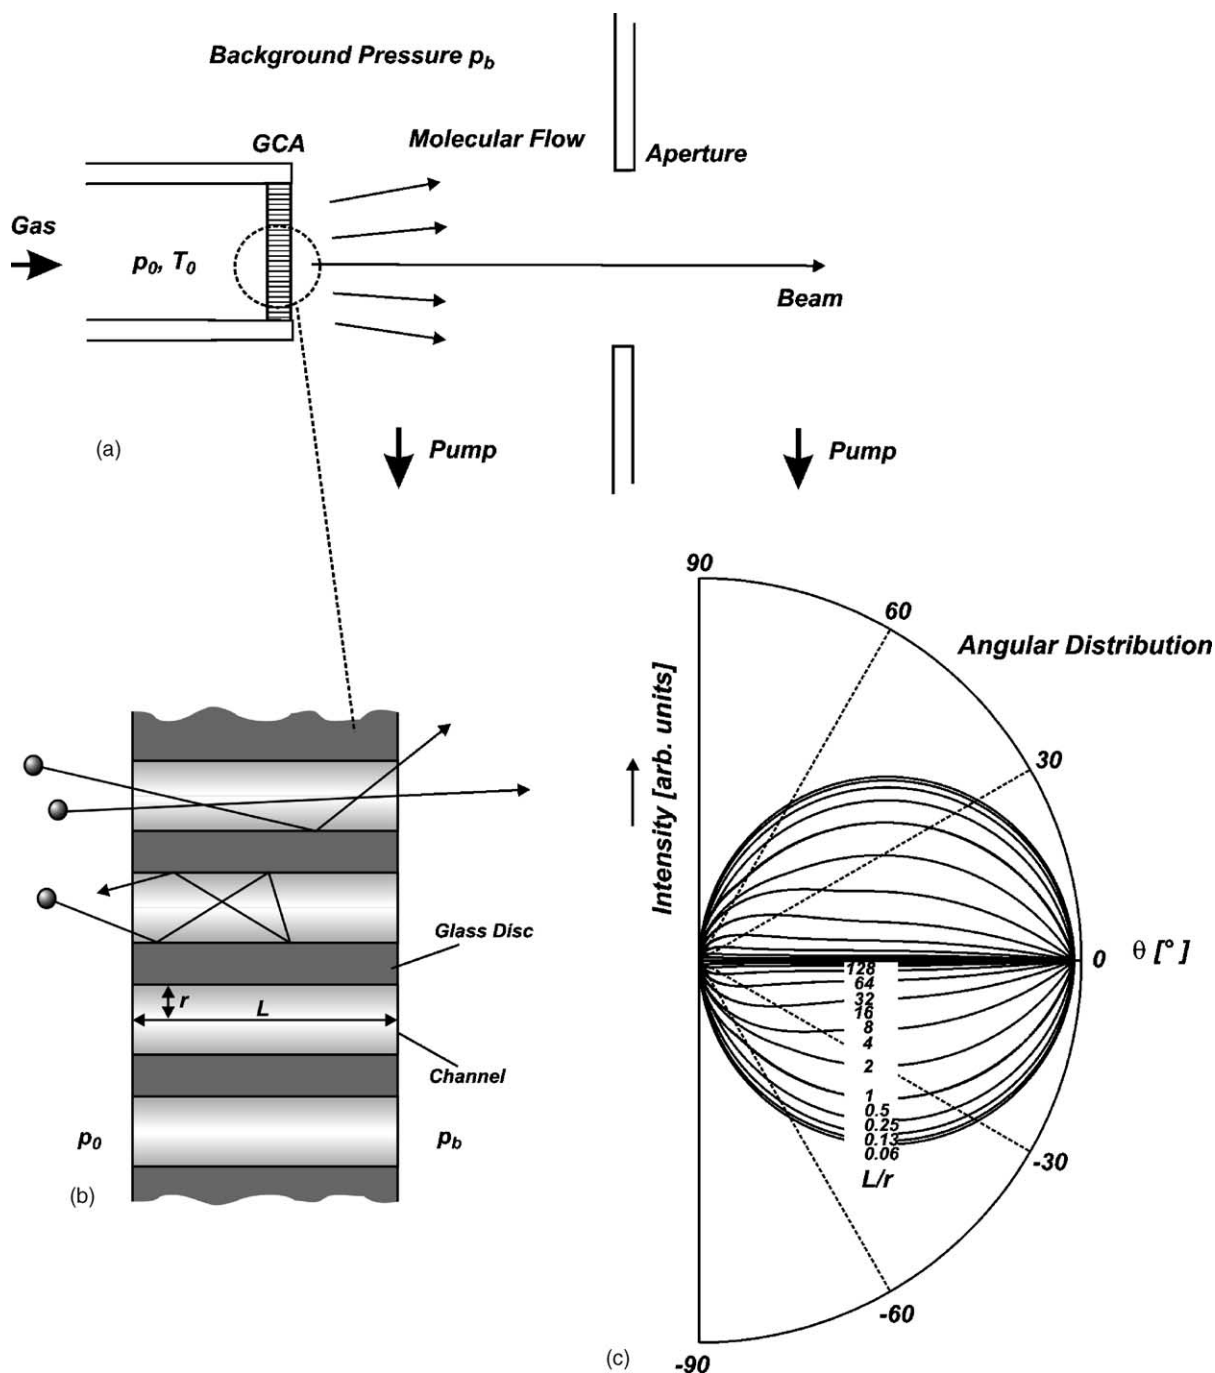 Background Pressure p_b
GCA
Molecular Flow
Aperture
Gas
p_0, T_0
Beam
(a)
Pump
Pump
90
60
Angular Distribution
Intensity [arb. units]
30
Glass Disc
r
L
0
θ [° ]
128
64
32
16
8
4
2
1
0.5
0.25
0.13
0.06
L/r
Channel
p_0
p_b
(b)
-30
-60
(c)
-90